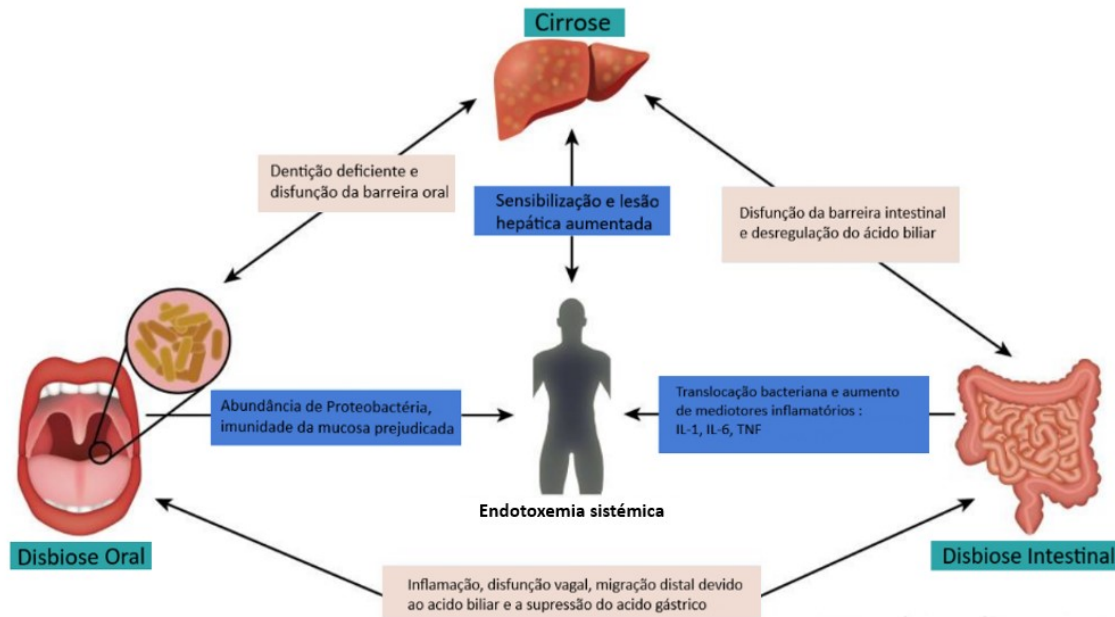 Cirrose
Dentição deficiente e
disfunção da barreira oral
Sensibilização e lesão
hepática aumentada
Disfunção da barreira intestinal
e desregulação do ácido biliar
Abundância de Proteobactéria,
imunidade da mucosa prejudicada
Translocação bacteriana e aumento
de mediotores inflamatórios :
IL-1, IL-6, TNF
Endotoxemia sistémica
Disbiose Oral
Disbiose Intestinal
Inflamação, disfunção vagal, migração distal devido
ao acido biliar e a supressão do acido gástrico